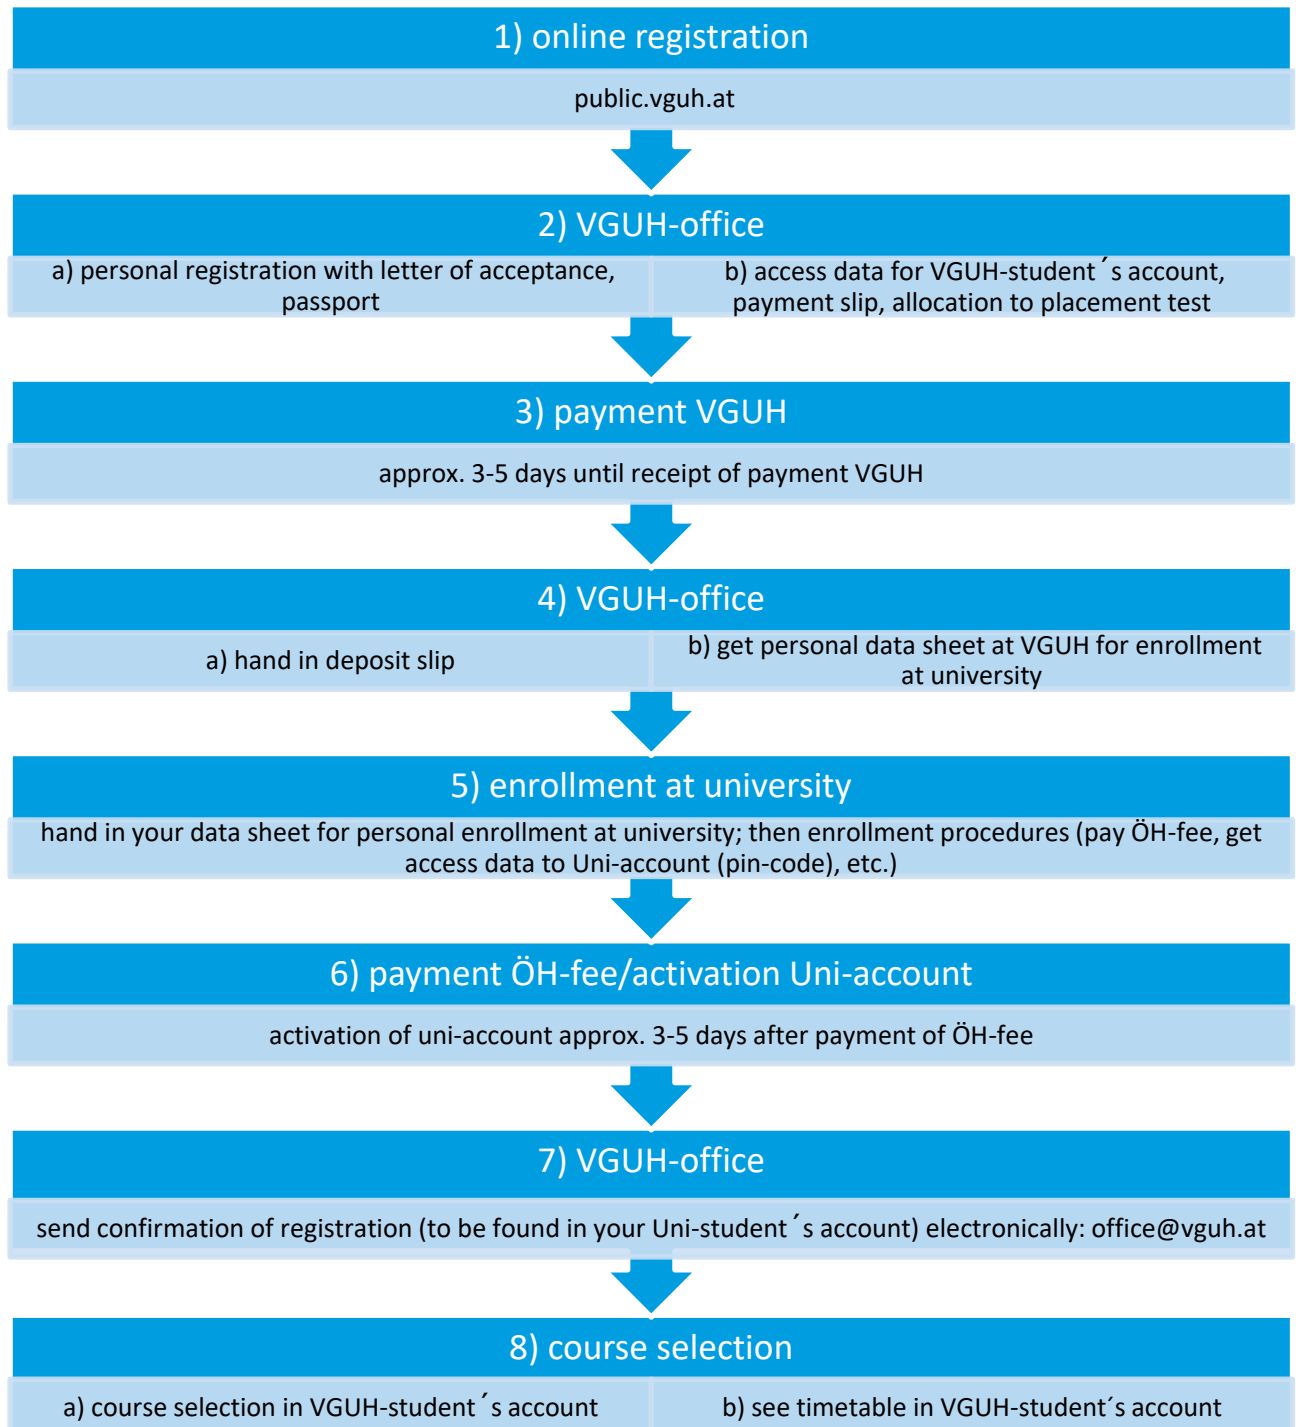 1) online registration
public.vguh.at
2) VGUH-office
a) personal registration with letter of acceptance,
passport
b) access data for VGUH-student´s account,
payment slip, allocation to placement test
3) payment VGUH
approx. 3-5 days until receipt of payment VGUH
4) VGUH-office
a) hand in deposit slip
b) get personal data sheet at VGUH for enrollment
at university
5) enrollment at university
hand in your data sheet for personal enrollment at university; then enrollment procedures (pay ÖH-fee, get
access data to Uni-account (pin-code), etc.)
6) payment ÖH-fee/activation Uni-account
activation of uni-account approx. 3-5 days after payment of ÖH-fee
7) VGUH-office
send confirmation of registration (to be found in your Uni-student´s account) electronically: office@vguh.at
8) course selection
a) course selection in VGUH-student´s account
b) see timetable in VGUH-student´s account